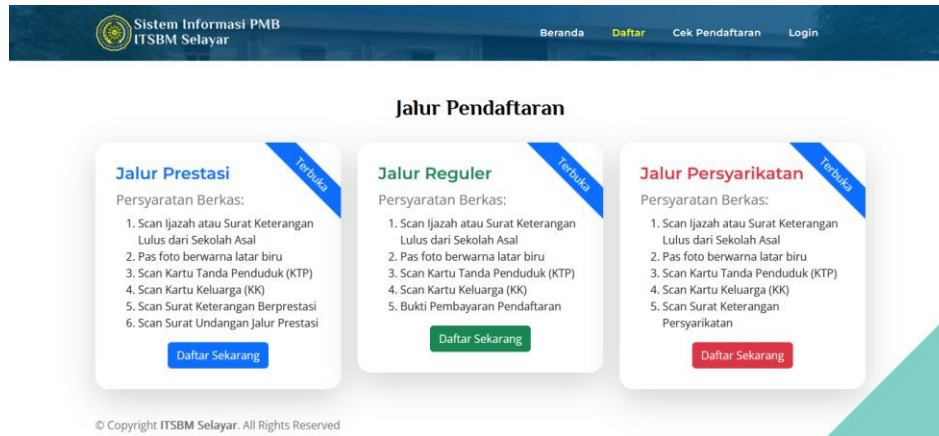 Sistem Informasi PMB
ITSBM Selayar
Beranda
Daftar
Cek Pendaftaran
Login
Jalur Pendaftaran
Terbuka
Jalur Prestasi
Persyaratan Berkas:
1. Scan Ijazah atau Surat Keterangan
Lulus dari Sekolah Asal
2. Pas foto berwarna latar biru
3. Scan Kartu Tanda Penduduk (KTP)
4. Scan Kartu Keluarga (KK)
5. Scan Surat Keterangan Berprestasi
6. Scan Surat Undangan Jalur Prestasi
Daftar Sekarang
Terbuka
Jalur Reguler
Persyaratan Berkas:
1. Scan Ijazah atau Surat Keterangan
Lulus dari Sekolah Asal
2. Pas foto berwarna latar biru
3. Scan Kartu Tanda Penduduk (KTP)
4. Scan Kartu Keluarga (KK)
5. Bukti Pembayaran Pendaftaran
Daftar Sekarang
Terbuka
Jalur Persyarikatan
Persyaratan Berkas:
1. Scan Ijazah atau Surat Keterangan
Lulus dari Sekolah Asal
2. Pas foto berwarna latar biru
3. Scan Kartu Tanda Penduduk (KTP)
4. Scan Kartu Keluarga (KK)
5. Scan Surat Keterangan
Persyarikatan
Daftar Sekarang
© Copyright ITSBM Selayar. All Rights Reserved